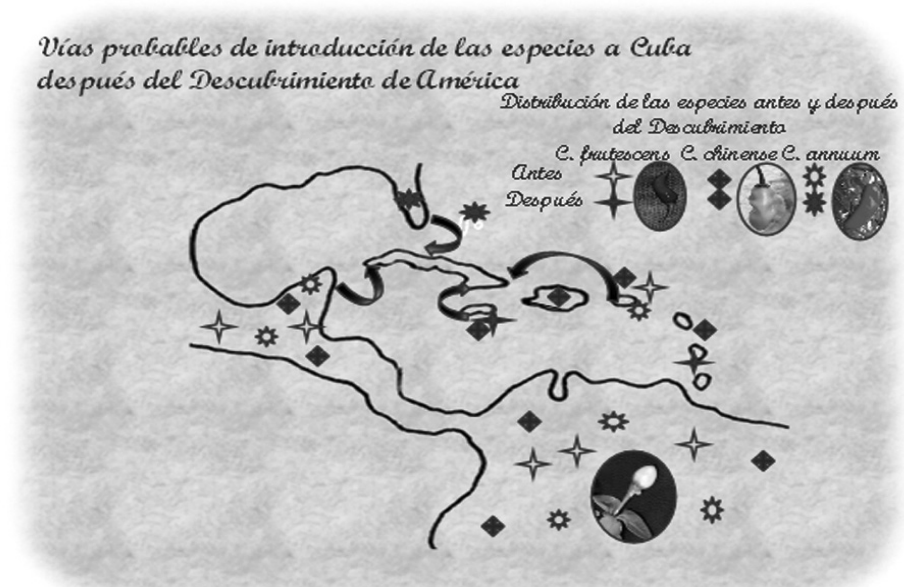 Vías probables de introducción de las especies a Cuba
después del Descubrimiento de América
Distribución de las especies antes y después
del Descubrimiento
C. frutescens C. chinense C. annuum
Antes
Después